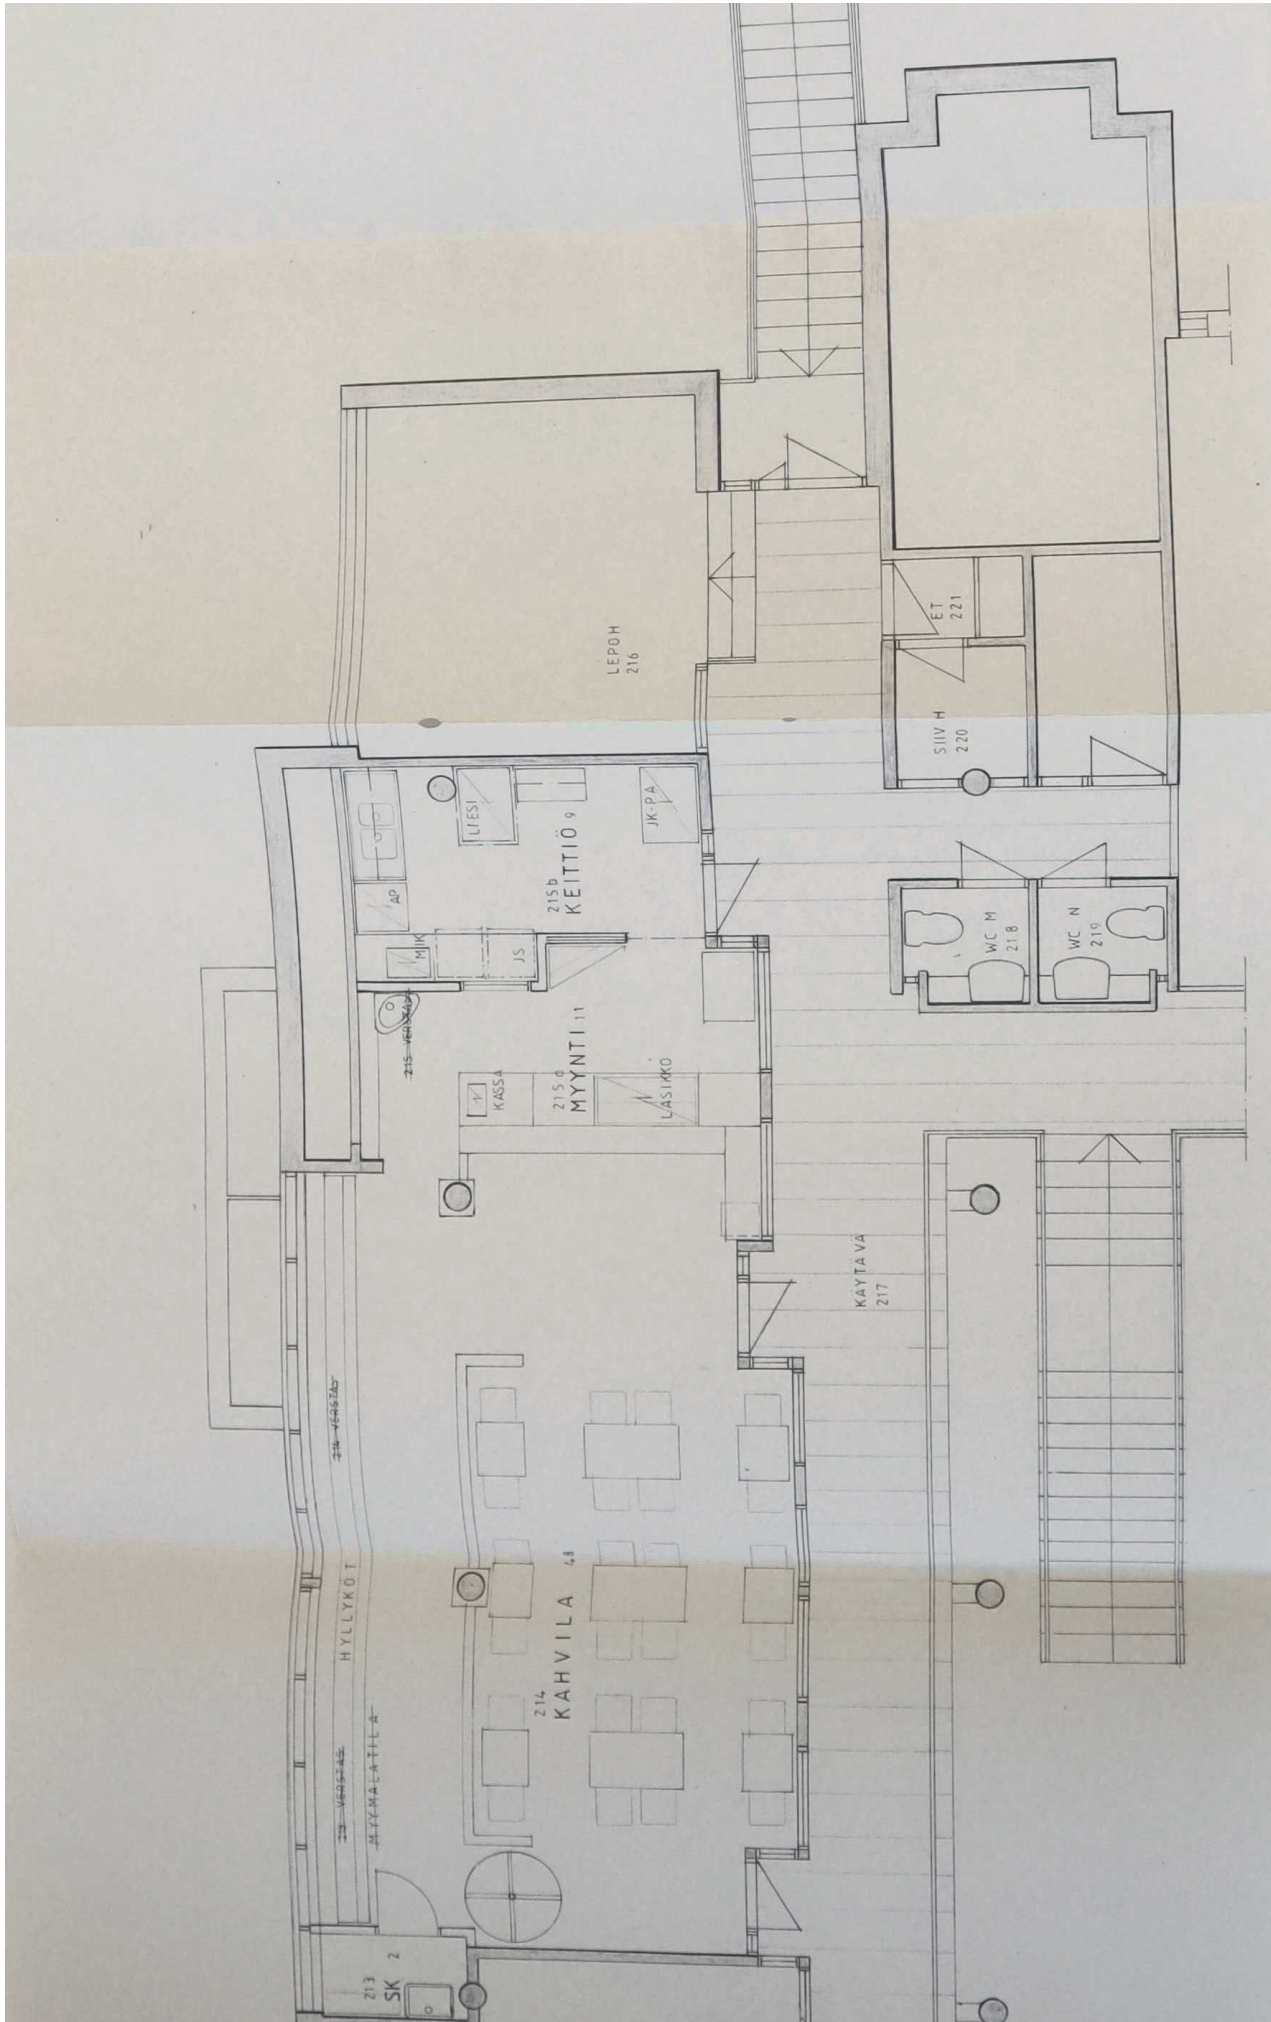 LEPOH
216
ET
221
SIIV H
220
LIESI
JK-PA
215b
KEITTIÖ 9
AP
MIK
JS
WC M
218
WC N
219
215 VERSTAS
215a
MYYNTI 11
KASSA
LASIKKO
KÄYTÄVÄ
217
214 VERSTAS
HYLLYKÖT
214
KAHVILA 48
213 VERSTAS
MYYMÄLÄTILA
213
SK 2